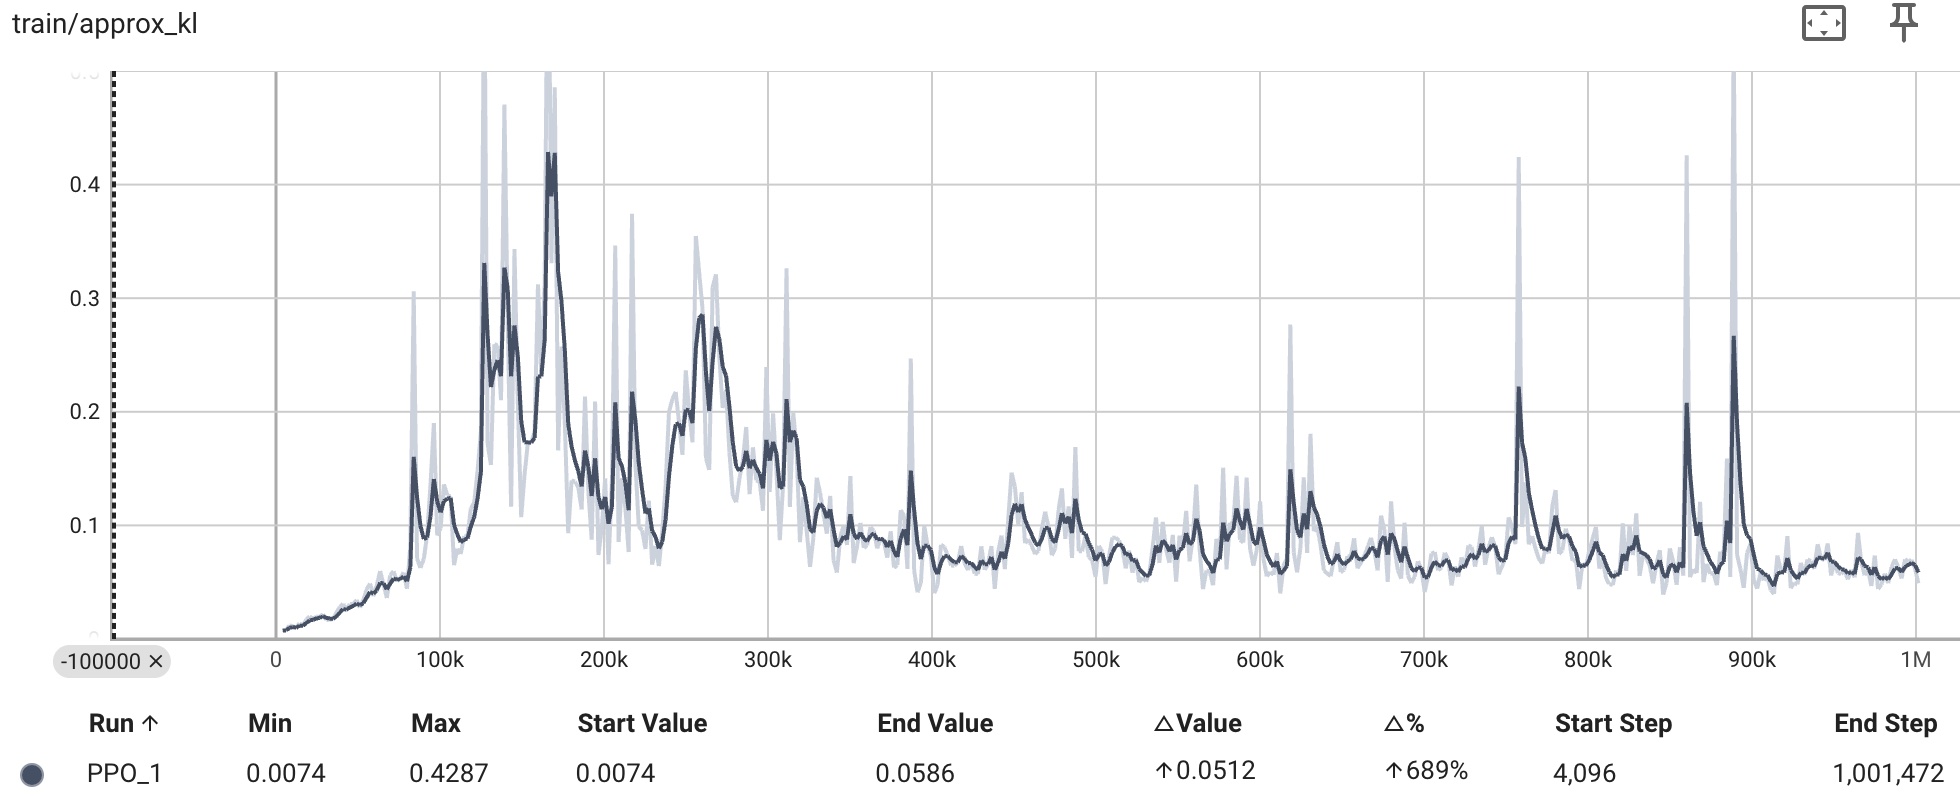 train/approx_kl
0.4
0.3
0.2
0.1
-100000 ×
0 100k 200k 300k 400k 500k 600k 700k 800k 900k 1M
Run ↑ Min Max Start Value End Value △Value △% Start Step End Step
PPO_1 0.0074 0.4287 0.0074 0.0586 ↑0.0512 ↑689% 4,096 1,001,472